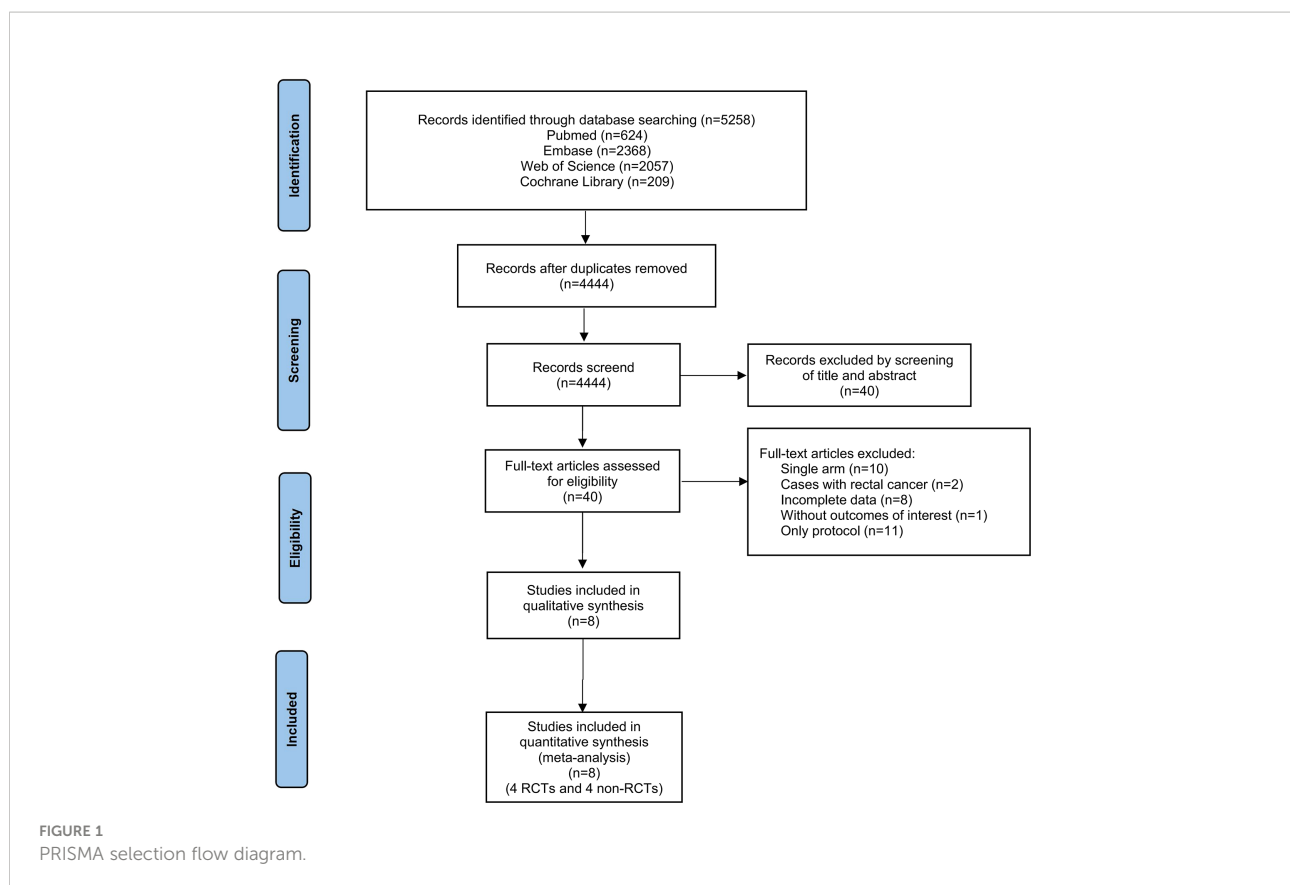 Identification
Records identified through database searching (n=5258)
Pubmed (n=624)
Embase (n=2368)
Web of Science (n=2057)
Cochrane Library (n=209)
Records after duplicates removed
(n=4444)
Screening
Records screend
(n=4444)
Records excluded by screening
of title and abstract
(n=40)
Eligibility
Full-text articles assessed
for eligibility
(n=40)
Full-text articles excluded:
Single arm (n=10)
Cases with rectal cancer (n=2)
Incomplete data (n=8)
Without outcomes of interest (n=1)
Only protocol (n=11)
Studies included in
qualitative synthesis
(n=8)
Included
Studies included in
quantitative synthesis
(meta-analysis)
(n=8)
(4 RCTs and 4 non-RCTs)
FIGURE 1
PRISMA selection flow diagram.